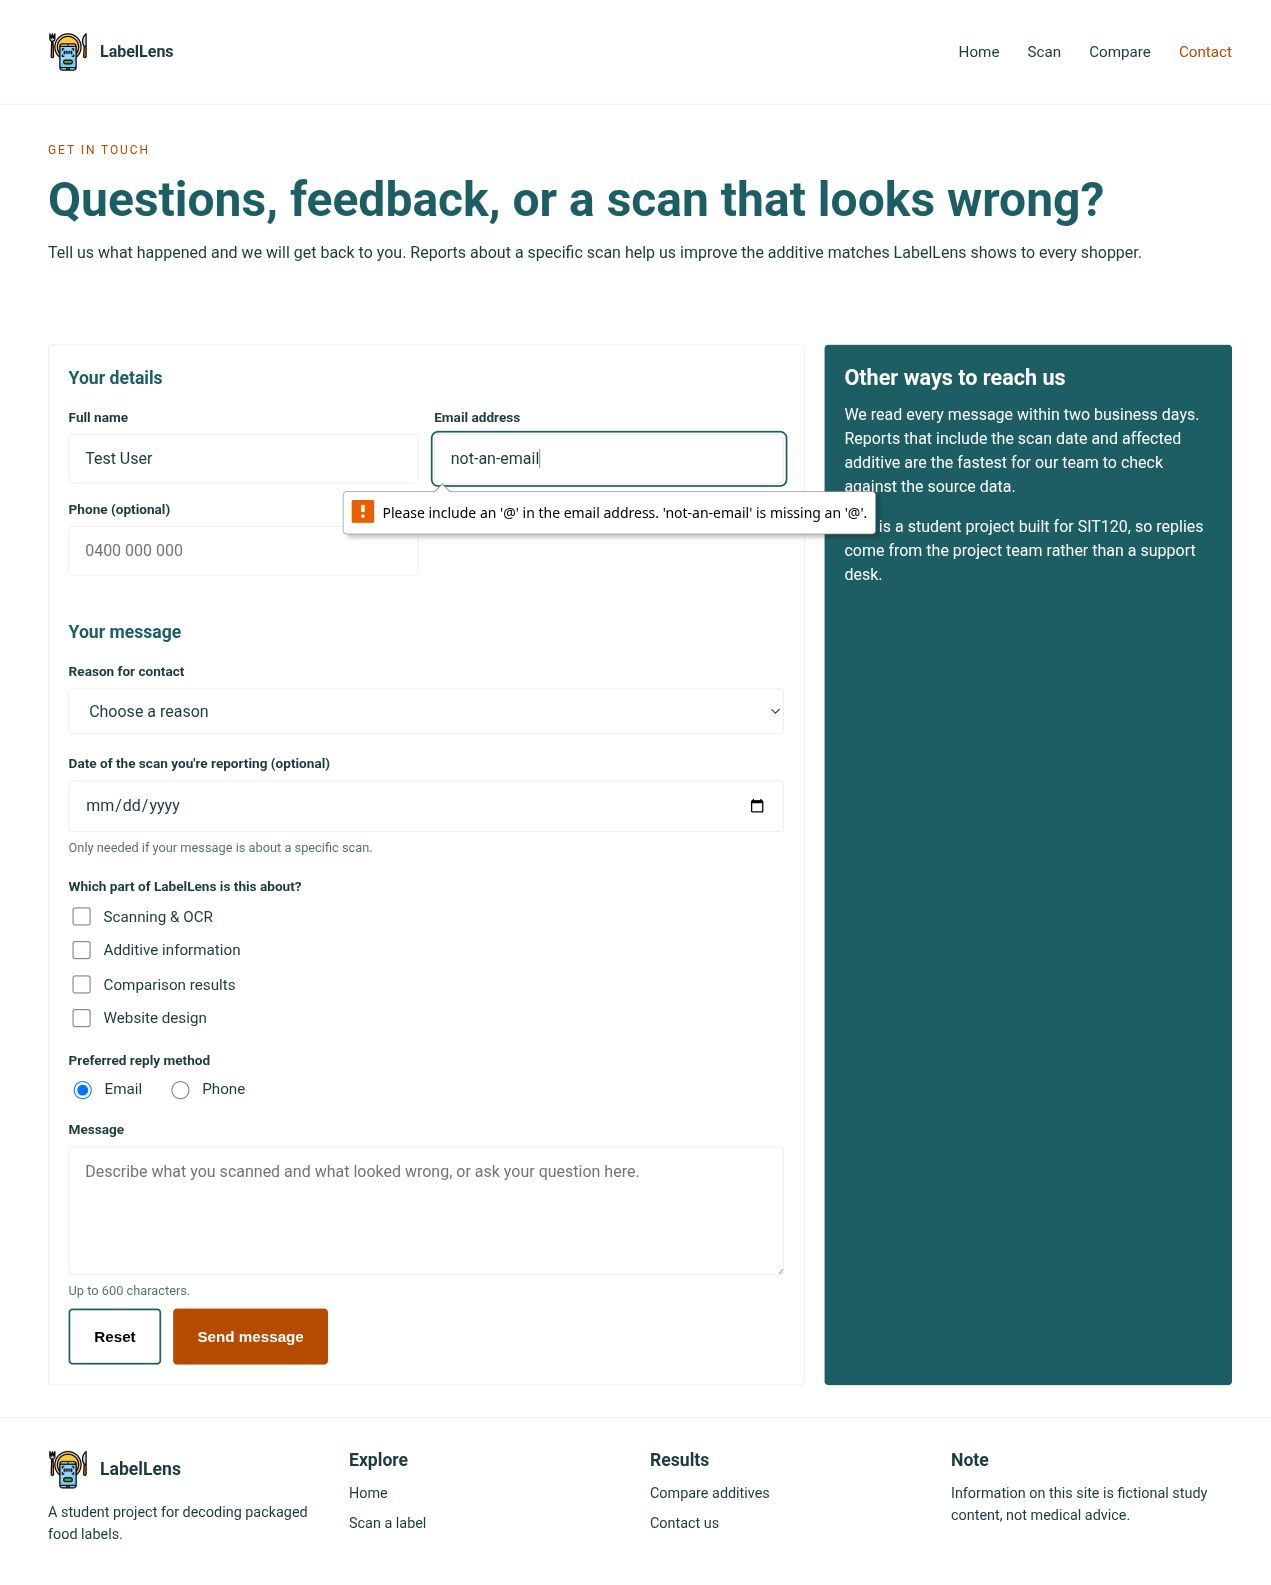 LabelLens
Home
Scan
Compare
Contact
GET IN TOUCH
Questions, feedback, or a scan that looks wrong?
Tell us what happened and we will get back to you. Reports about a specific scan help us improve the additive matches LabelLens shows to every shopper.
Your details
Full name
Test User
Email address
not-an-email
Please include an '@' in the email address. 'not-an-email' is missing an '@'.
Phone (optional)
0400 000 000
Your message
Reason for contact
Choose a reason
Date of the scan you're reporting (optional)
mm/dd/yyyy
Only needed if your message is about a specific scan.
Which part of LabelLens is this about?
Scanning & OCR
Additive information
Comparison results
Website design
Preferred reply method
Email
Phone
Message
Describe what you scanned and what looked wrong, or ask your question here.
Up to 600 characters.
Reset
Send message
Other ways to reach us
We read every message within two business days.
Reports that include the scan date and affected
additive are the fastest for our team to check
against the source data.
is a student project built for SIT120, so replies
come from the project team rather than a support
desk.
LabelLens
A student project for decoding packaged
food labels.
Explore
Home
Scan a label
Results
Compare additives
Contact us
Note
Information on this site is fictional study
content, not medical advice.